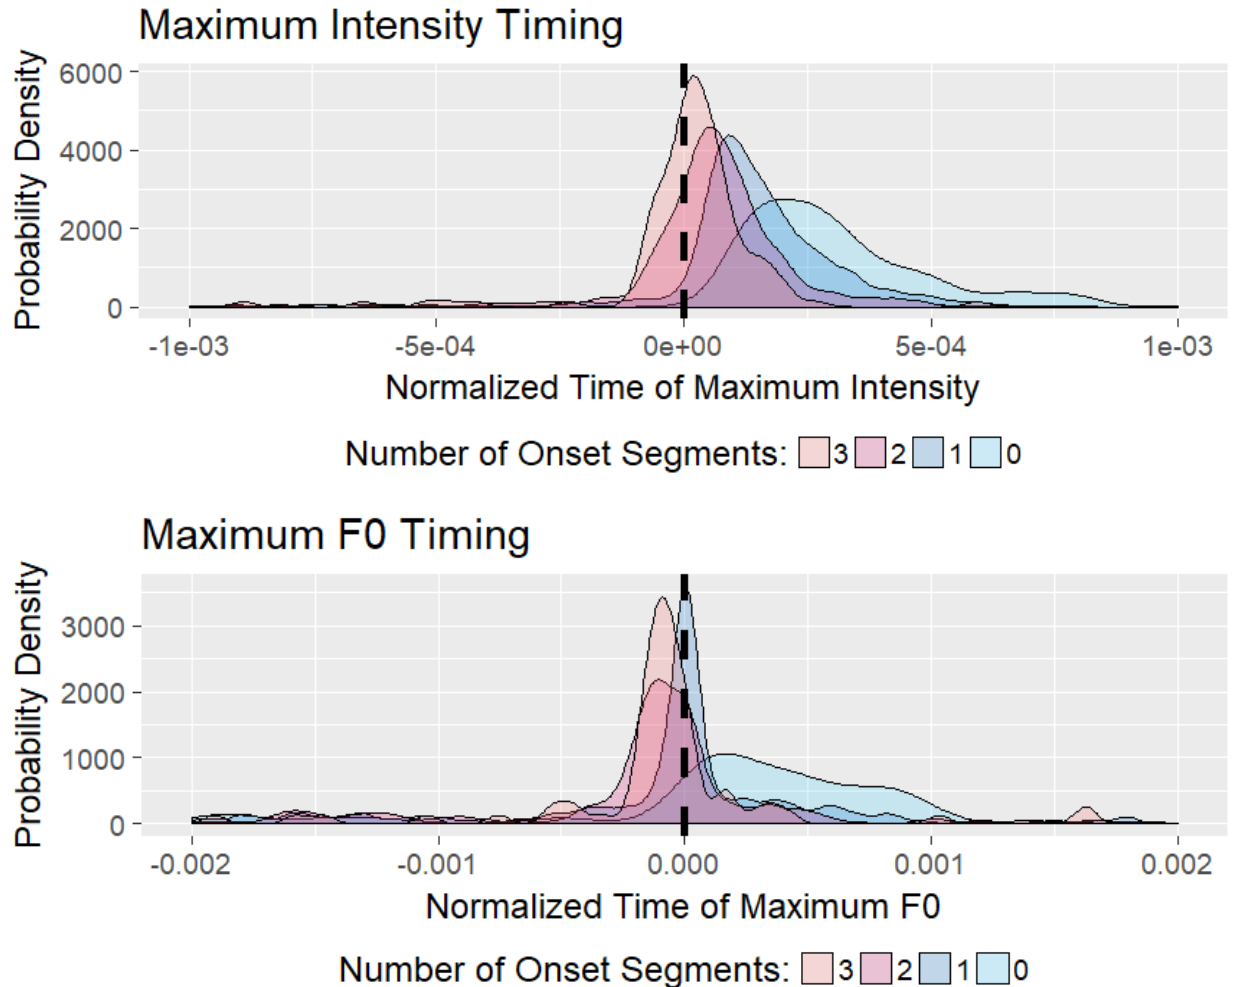 Maximum Intensity Timing
Probability Density
6000
4000
2000
0
-1e-03 -5e-04 0e+00 5e-04 1e-03
Normalized Time of Maximum Intensity
Number of Onset Segments: 3 2 1 0
Maximum F0 Timing
Probability Density
3000
2000
1000
0
-0.002 -0.001 0.000 0.001 0.002
Normalized Time of Maximum F0
Number of Onset Segments: 3 2 1 0